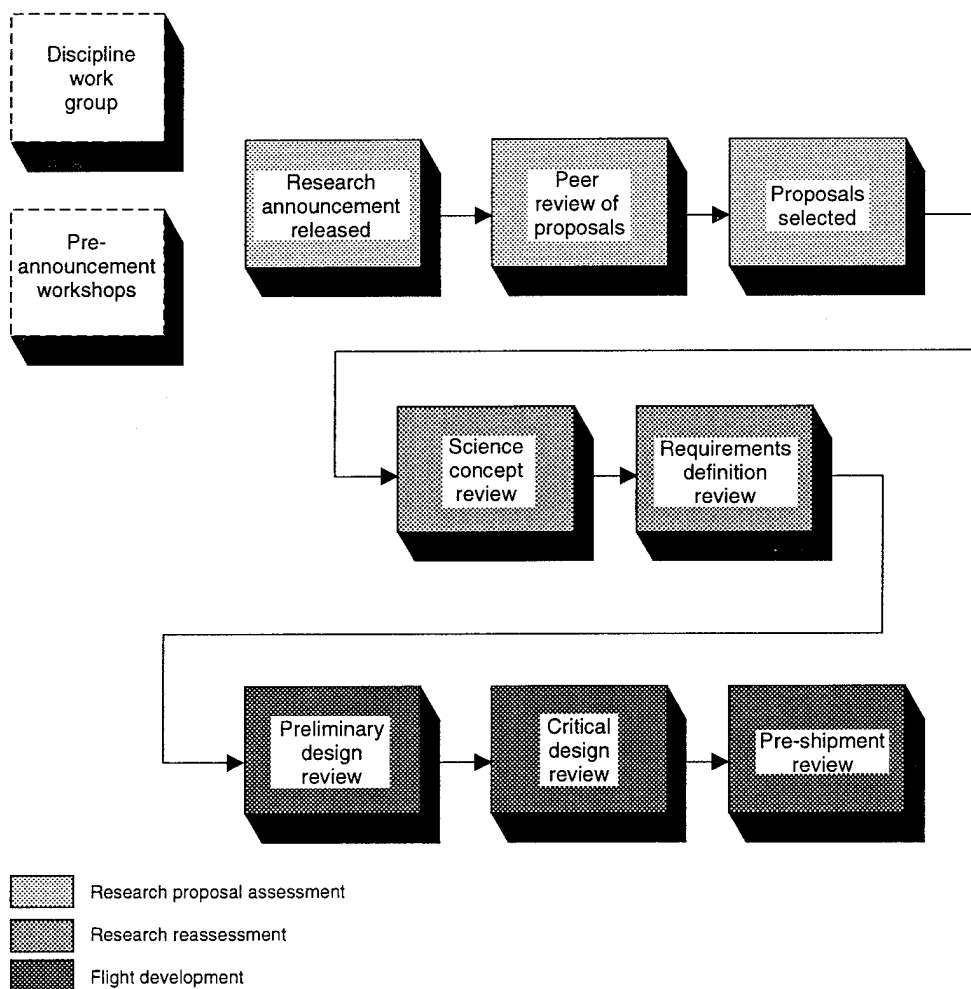 Discipline
work
group
Pre-
announcement
workshops
Research
announcement
released
Peer
review of
proposals
Proposals
selected
Science
concept
review
Requirements
definition
review
Preliminary
design
review
Critical
design
review
Pre-shipment
review
Research proposal assessment
Research reassessment
Flight development